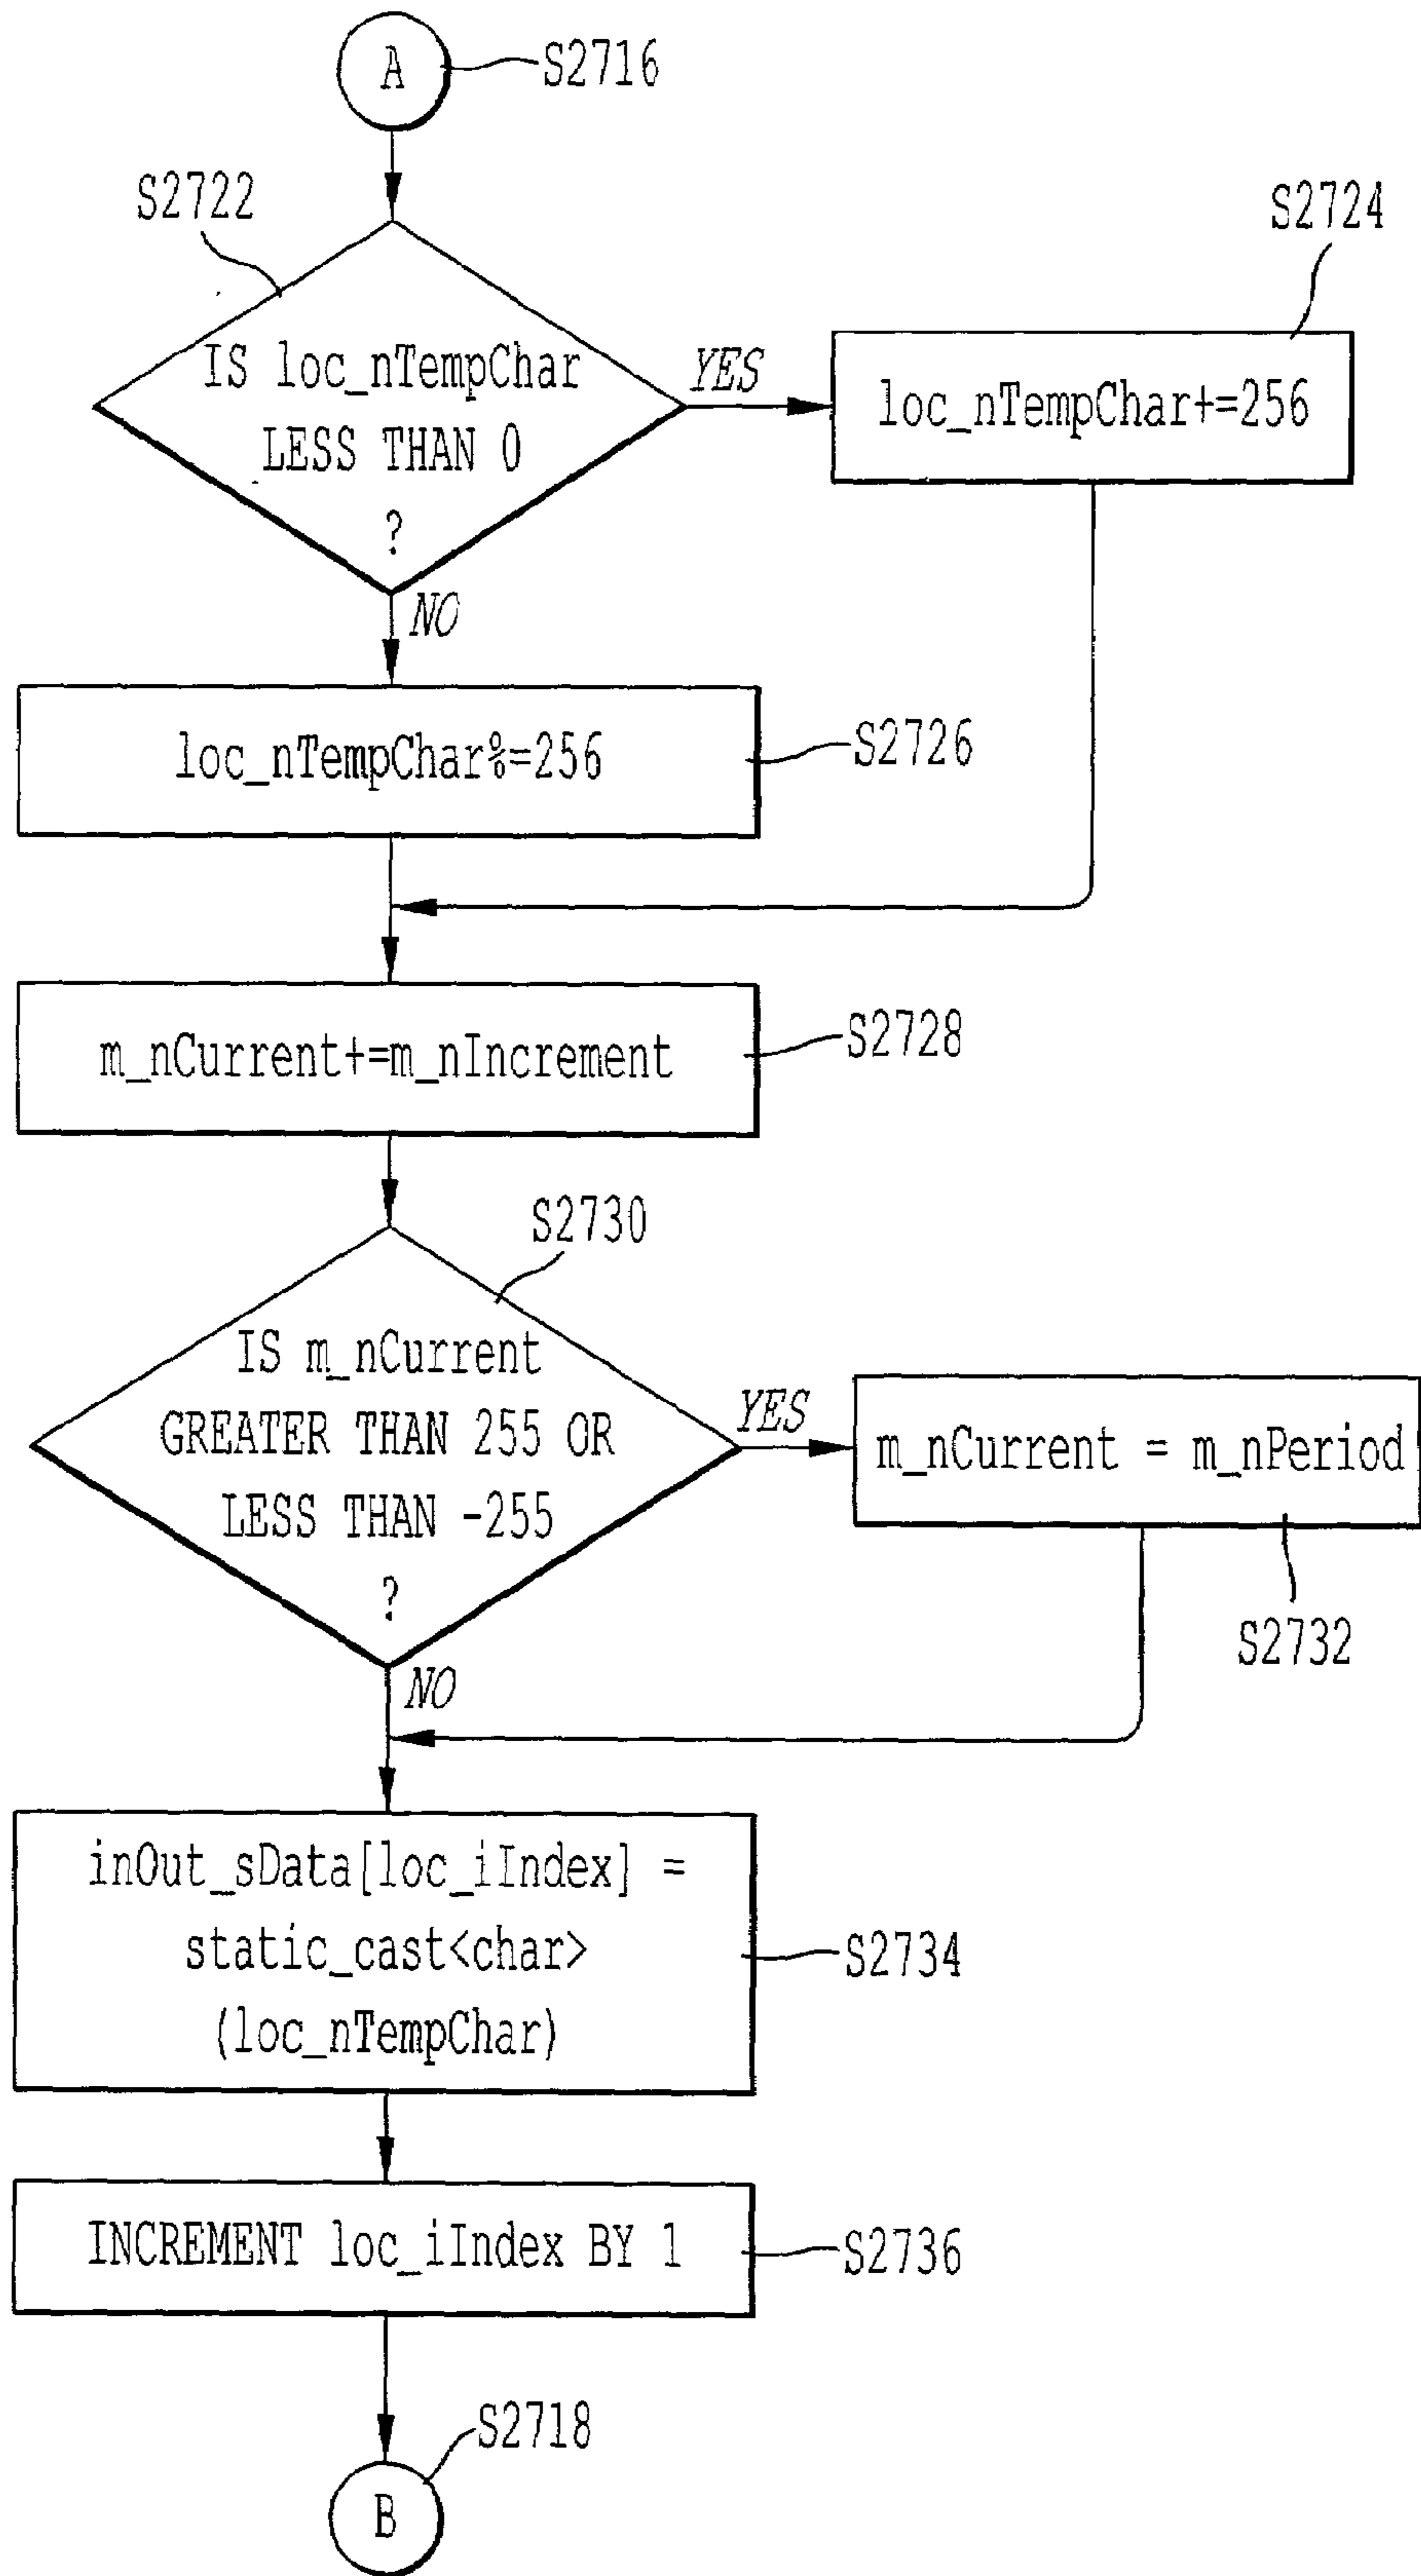 A
S2716
S2722
S2724
IS loc_nTempChar
LESS THAN 0
?
YES
loc_nTempChar+=256
NO
loc_nTempChar%=256
S2726
m_nCurrent+=m_nIncrement
S2728
S2730
IS m_nCurrent
GREATER THAN 255 OR
LESS THAN -255
?
YES
m_nCurrent = m_nPeriod
S2732
NO
inOut_sData[loc_iIndex] =
static_cast<char>
(loc_nTempChar)
S2734
INCREMENT loc_iIndex BY 1
S2736
S2718
B